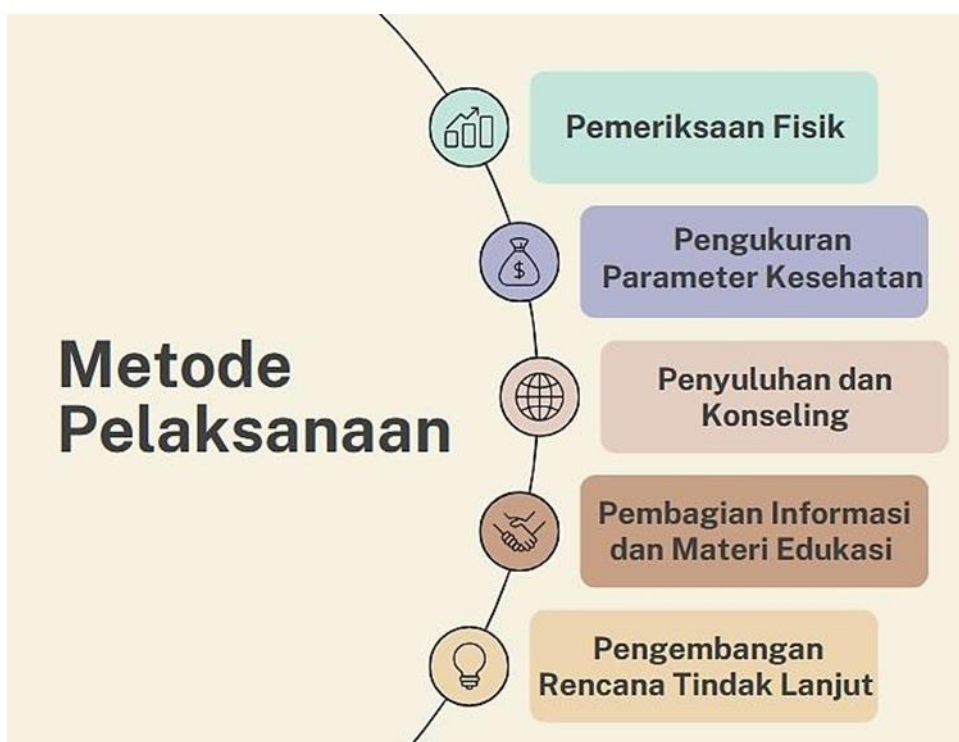 Metode
Pelaksanaan
Pemeriksaan Fisik
$
Pengukuran
Parameter Kesehatan
Penyuluhan dan
Konseling
Pembagian Informasi
dan Materi Edukasi
Pengembangan
Rencana Tindak Lanjut